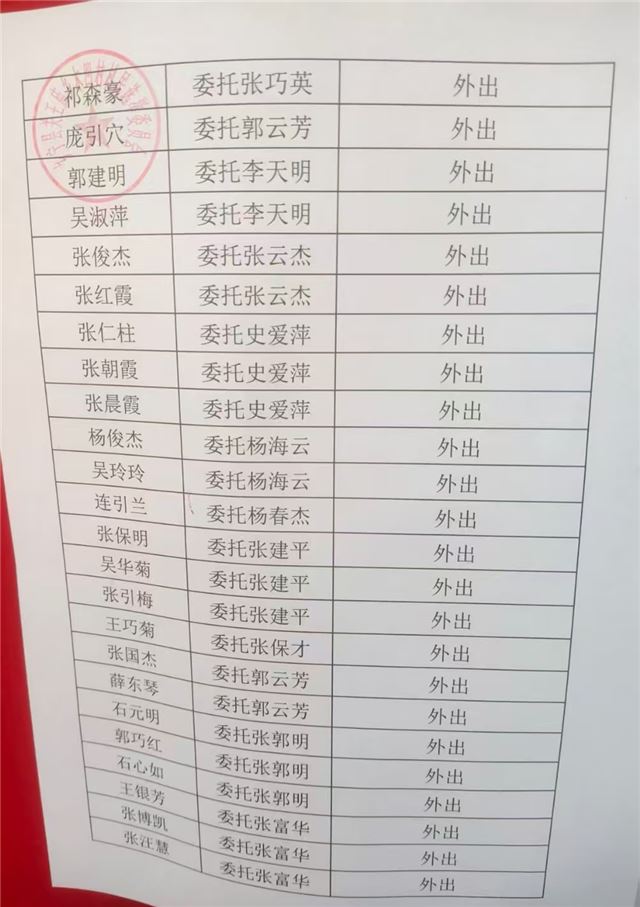 祁森豪 委托张巧英 外出
庞引穴 委托郭云芳 外出
郭建明 委托李天明 外出
吴淑萍 委托李天明 外出
张俊杰 委托张云杰 外出
张红霞 委托张云杰 外出
张仁柱 委托史爱萍 外出
张朝霞 委托史爱萍 外出
张晨霞 委托史爱萍 外出
杨俊杰 委托杨海云 外出
吴玲玲 委托杨海云 外出
连引兰 委托杨春杰 外出
张保明 委托张建平 外出
吴华菊 委托张建平 外出
张引梅 委托张建平 外出
王巧菊 委托张保才 外出
张国杰 委托郭云芳 外出
薛东琴 委托郭云芳 外出
石元明 委托张郭明 外出
郭巧红 委托张郭明 外出
石心如 委托张郭明 外出
王银芳 委托张富华 外出
张博凯 委托张富华 外出
张汪慧 委托张富华 外出